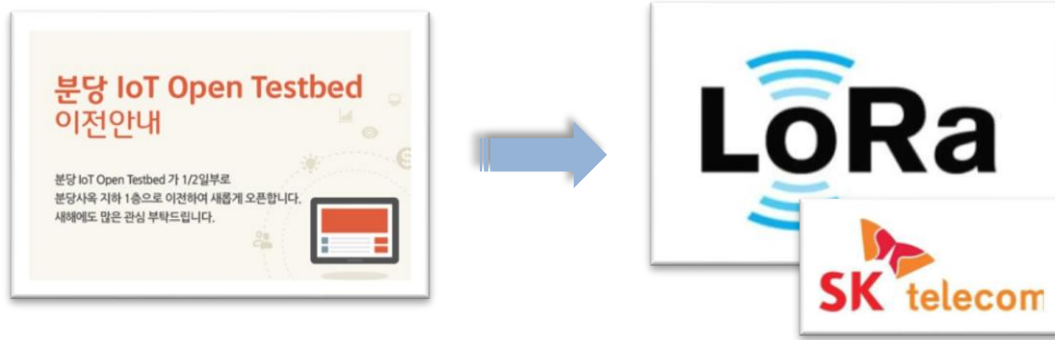 분당 IoT Open Testbed
이전안내
분당 IoT Open Testbed 가 1/2일부로
분당사옥 지하 1층으로 이전하여 새롭게 오픈합니다.
새해에도 많은 관심 부탁드립니다.
LoRa
SK telecom